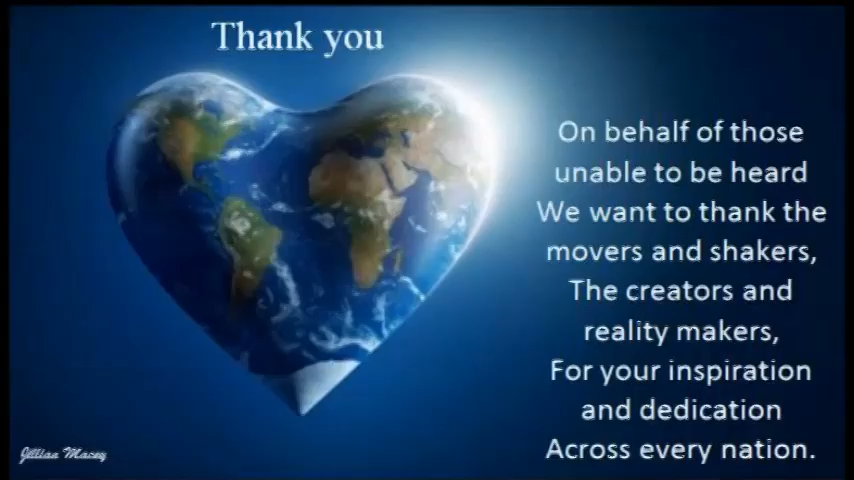 Thank you
On behalf of those
unable to be heard
We want to thank the
movers and shakers,
The creators and
reality makers,
For your inspiration
and dedication
Across every nation.
Jillian Macey